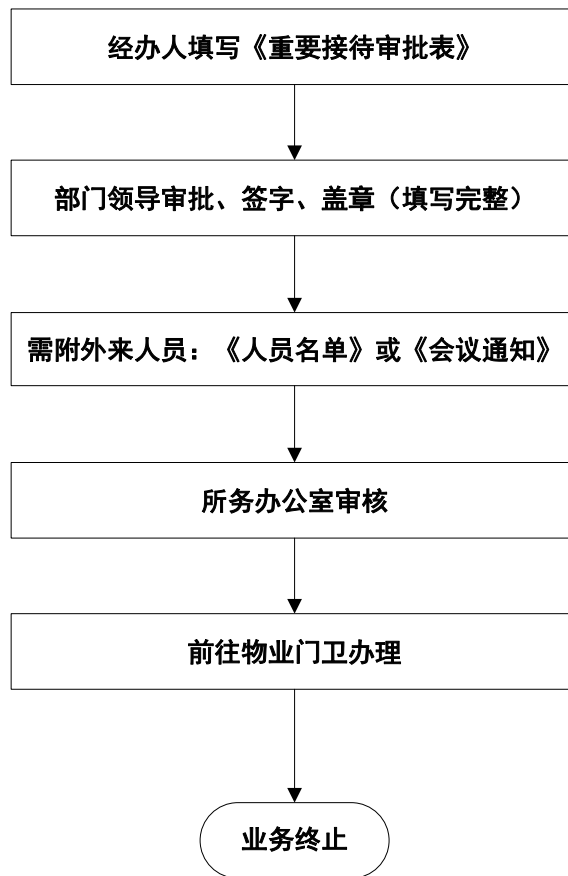 经办人填写《重要接待审批表》
部门领导审批、签字、盖章（填写完整）
需附外来人员：《人员名单》或《会议通知》
所务办公室审核
前往物业门卫办理
业务终止